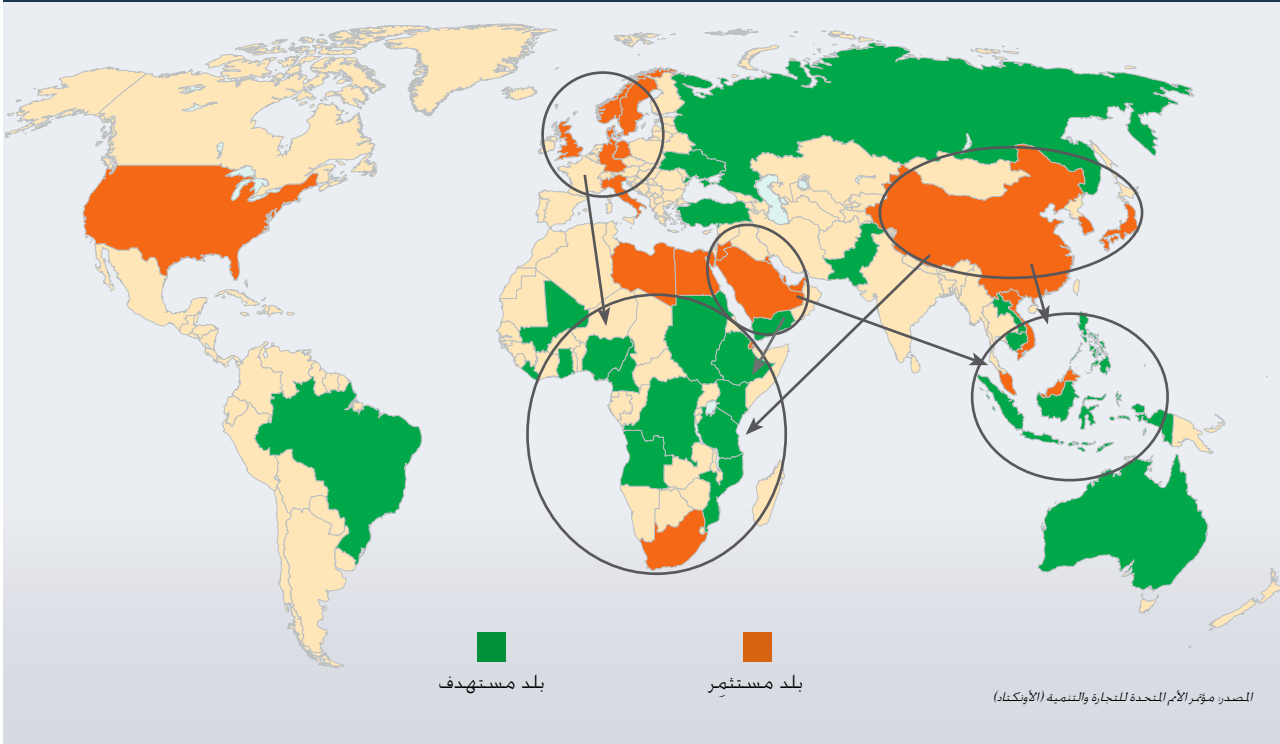 بلد مستثمِر
بلد مستهدف
المصدر: مؤتمر الأمم المتحدة للتجارة والتنمية (الأونكتاد)